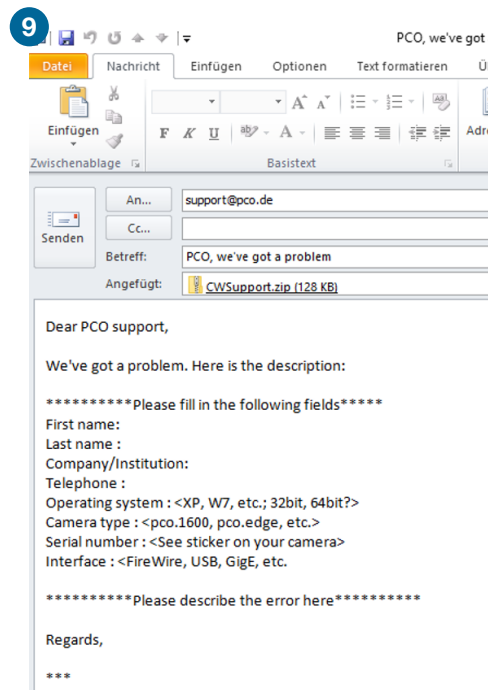 9
PCO, we've got
Datei Nachricht Einfügen Optionen Text formatieren Ü
Einfügen
F K U ab A
Adr
Zwischenablage Basistext
An... support@pco.de
Cc...
Senden
Betreff: PCO, we've got a problem
Angefügt: CWSupport.zip (128 KB)
Dear PCO support,
We've got a problem. Here is the description:
**********Please fill in the following fields*****
First name:
Last name :
Company/Institution:
Telephone :
Operating system : <XP, W7, etc.; 32bit, 64bit?>
Camera type : <pco.1600, pco.edge, etc.>
Serial number : <See sticker on your camera>
Interface : <FireWire, USB, GigE, etc.
**********Please describe the error here**********
Regards,
***